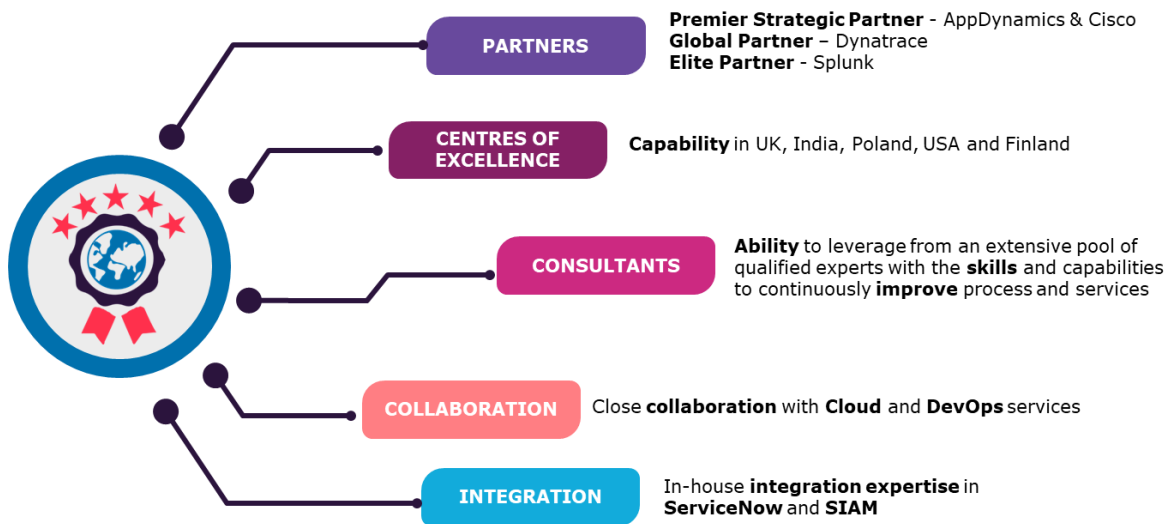 PARTNERS
Premier Strategic Partner - AppDynamics & Cisco
Global Partner – Dynatrace
Elite Partner - Splunk
CENTRES OF
EXCELLENCE
Capability in UK, India, Poland, USA and Finland
CONSULTANTS
Ability to leverage from an extensive pool of
qualified experts with the skills and capabilities
to continuously improve process and services
COLLABORATION
Close collaboration with Cloud and DevOps services
INTEGRATION
In-house integration expertise in
ServiceNow and SIAM